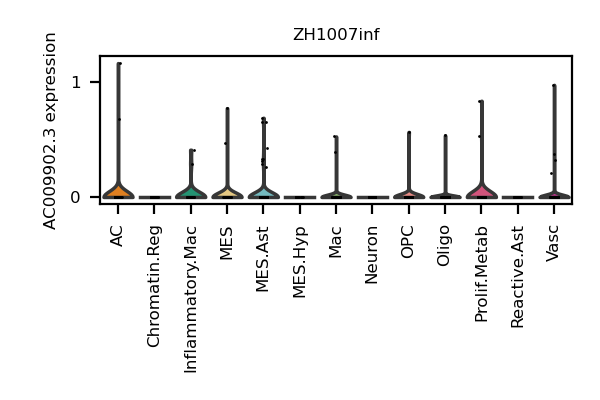 ZH1007inf
AC009902.3 expression
1
0
AC
Chromatin.Reg
Inflammatory.Mac
MES
MES.Ast
MES.Hyp
Mac
Neuron
OPC
Oligo
Prolif.Metab
Reactive.Ast
Vasc